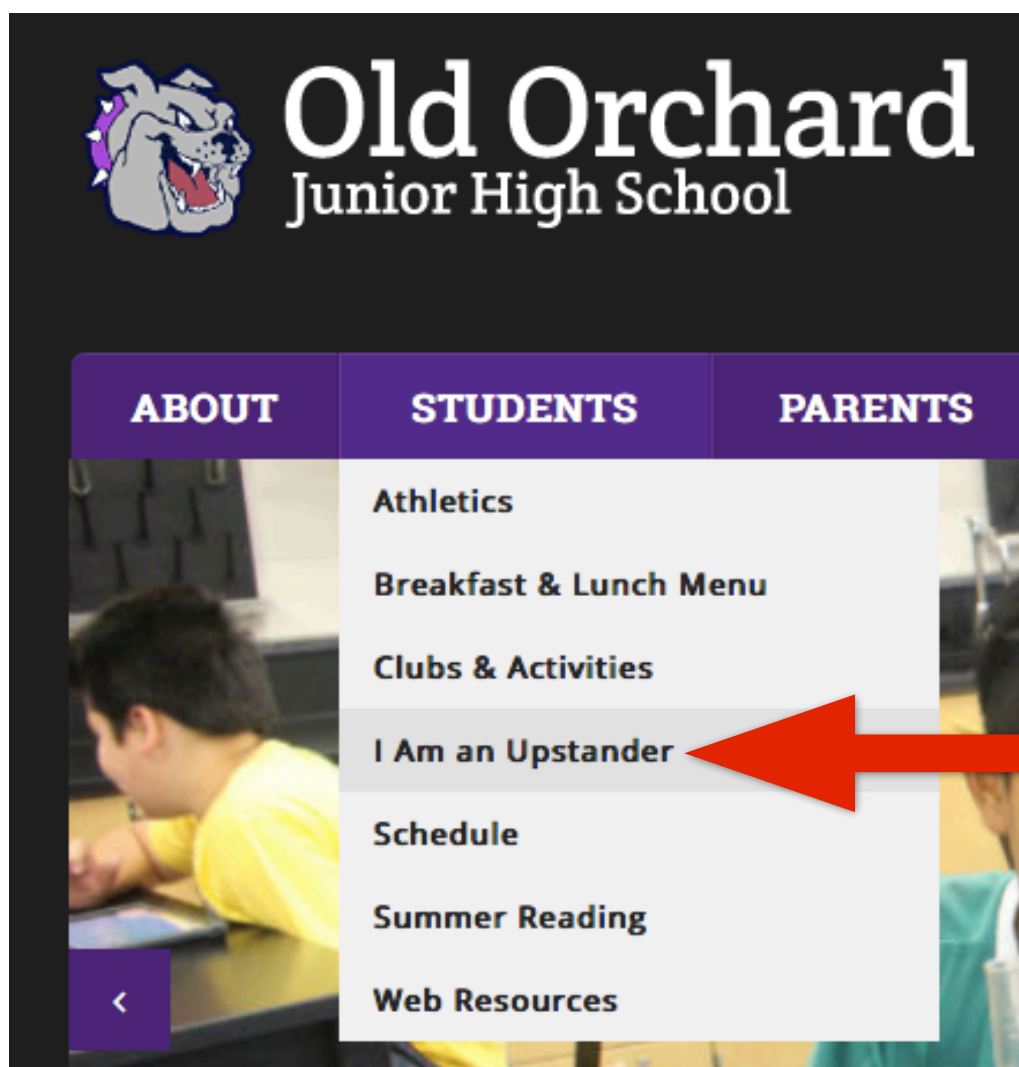 Old Orchard
Junior High School
ABOUT STUDENTS PARENTS
Athletics
Breakfast & Lunch Menu
Clubs & Activities
I Am an Upstander
Schedule
Summer Reading
Web Resources